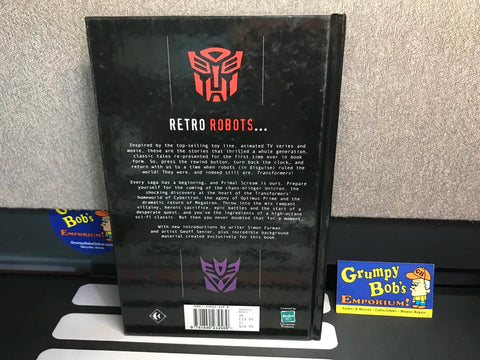 RETRO ROBOTS...
Inspired by the top-selling toy line, animated TV series and
movie, these are the stories that thrilled a whole generation,
classic tales re-presented for the first time ever in book
form. So, press the rewind button, turn back the clock, and
return with us to a time when robots (in disguise) ruled the
world! They were, and indeed still are, Transformers!
Every saga has a beginning, and Primal Scream is ours. Prepare
yourself for the coming of the chaos-bringer Unicron, the
shocking discovery at the heart of the Transformers'
homeworld of Cybertron, the agony of Optimus Prime and the
dramatic return of Megatron. Throw into the mix rampant
villainy, heroic sacrifice, epic battles and the start of a
desperate quest, and you've the ingredients of a high-octane
sci-fi classic. But then you never doubted that for a moment.
With new introductions by writer Simon Furman
and artist Geoff Senior, plus incredible background
material created exclusively for this book.
Grumpy
Bob's
EMPORIUM!
Grumpy
Bob's
EMPORIUM!